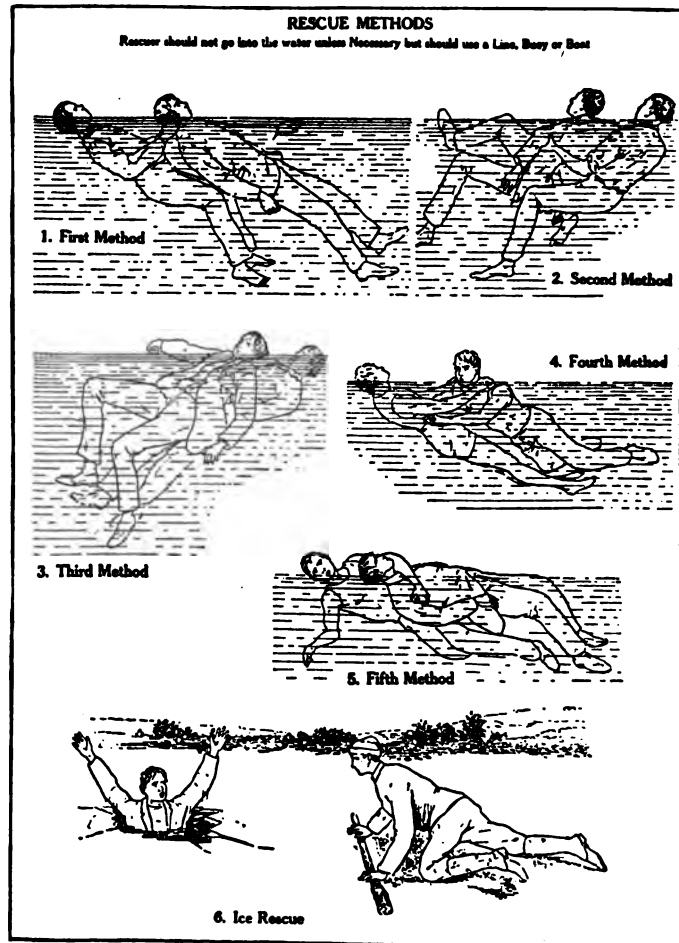 RESCUE METHODS
Rescuer should not go into the water unless Necessary but should use a Line, Buoy or Boat
1. First Method
2. Second Method
4. Fourth Method
3. Third Method
5. Fifth Method
6. Ice Rescue